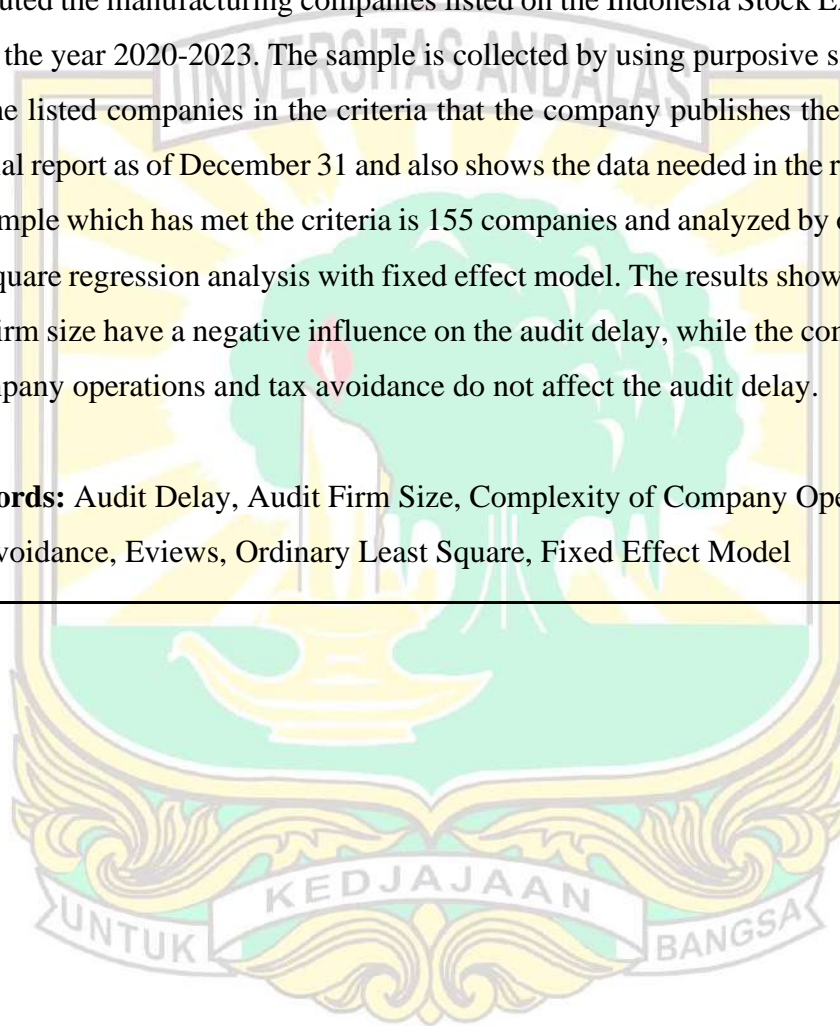 uted the manufacturing companies listed on the Indonesia Stock E
the year 2020-2023. The sample is collected by using purposive s
UNIVERSITAS ANDALAS
he listed companies in the criteria that the company publishes the
ial report as of December 31 and also shows the data needed in the r
mple which has met the criteria is 155 companies and analyzed by
quare regression analysis with fixed effect model. The results show
irm size have a negative influence on the audit delay, while the con
pany operations and tax avoidance do not affect the audit delay.
ords: Audit Delay, Audit Firm Size, Complexity of Company Ope
voidance, Eviews, Ordinary Least Square, Fixed Effect Model
UNTUK KEDJAJAAN BANGSA